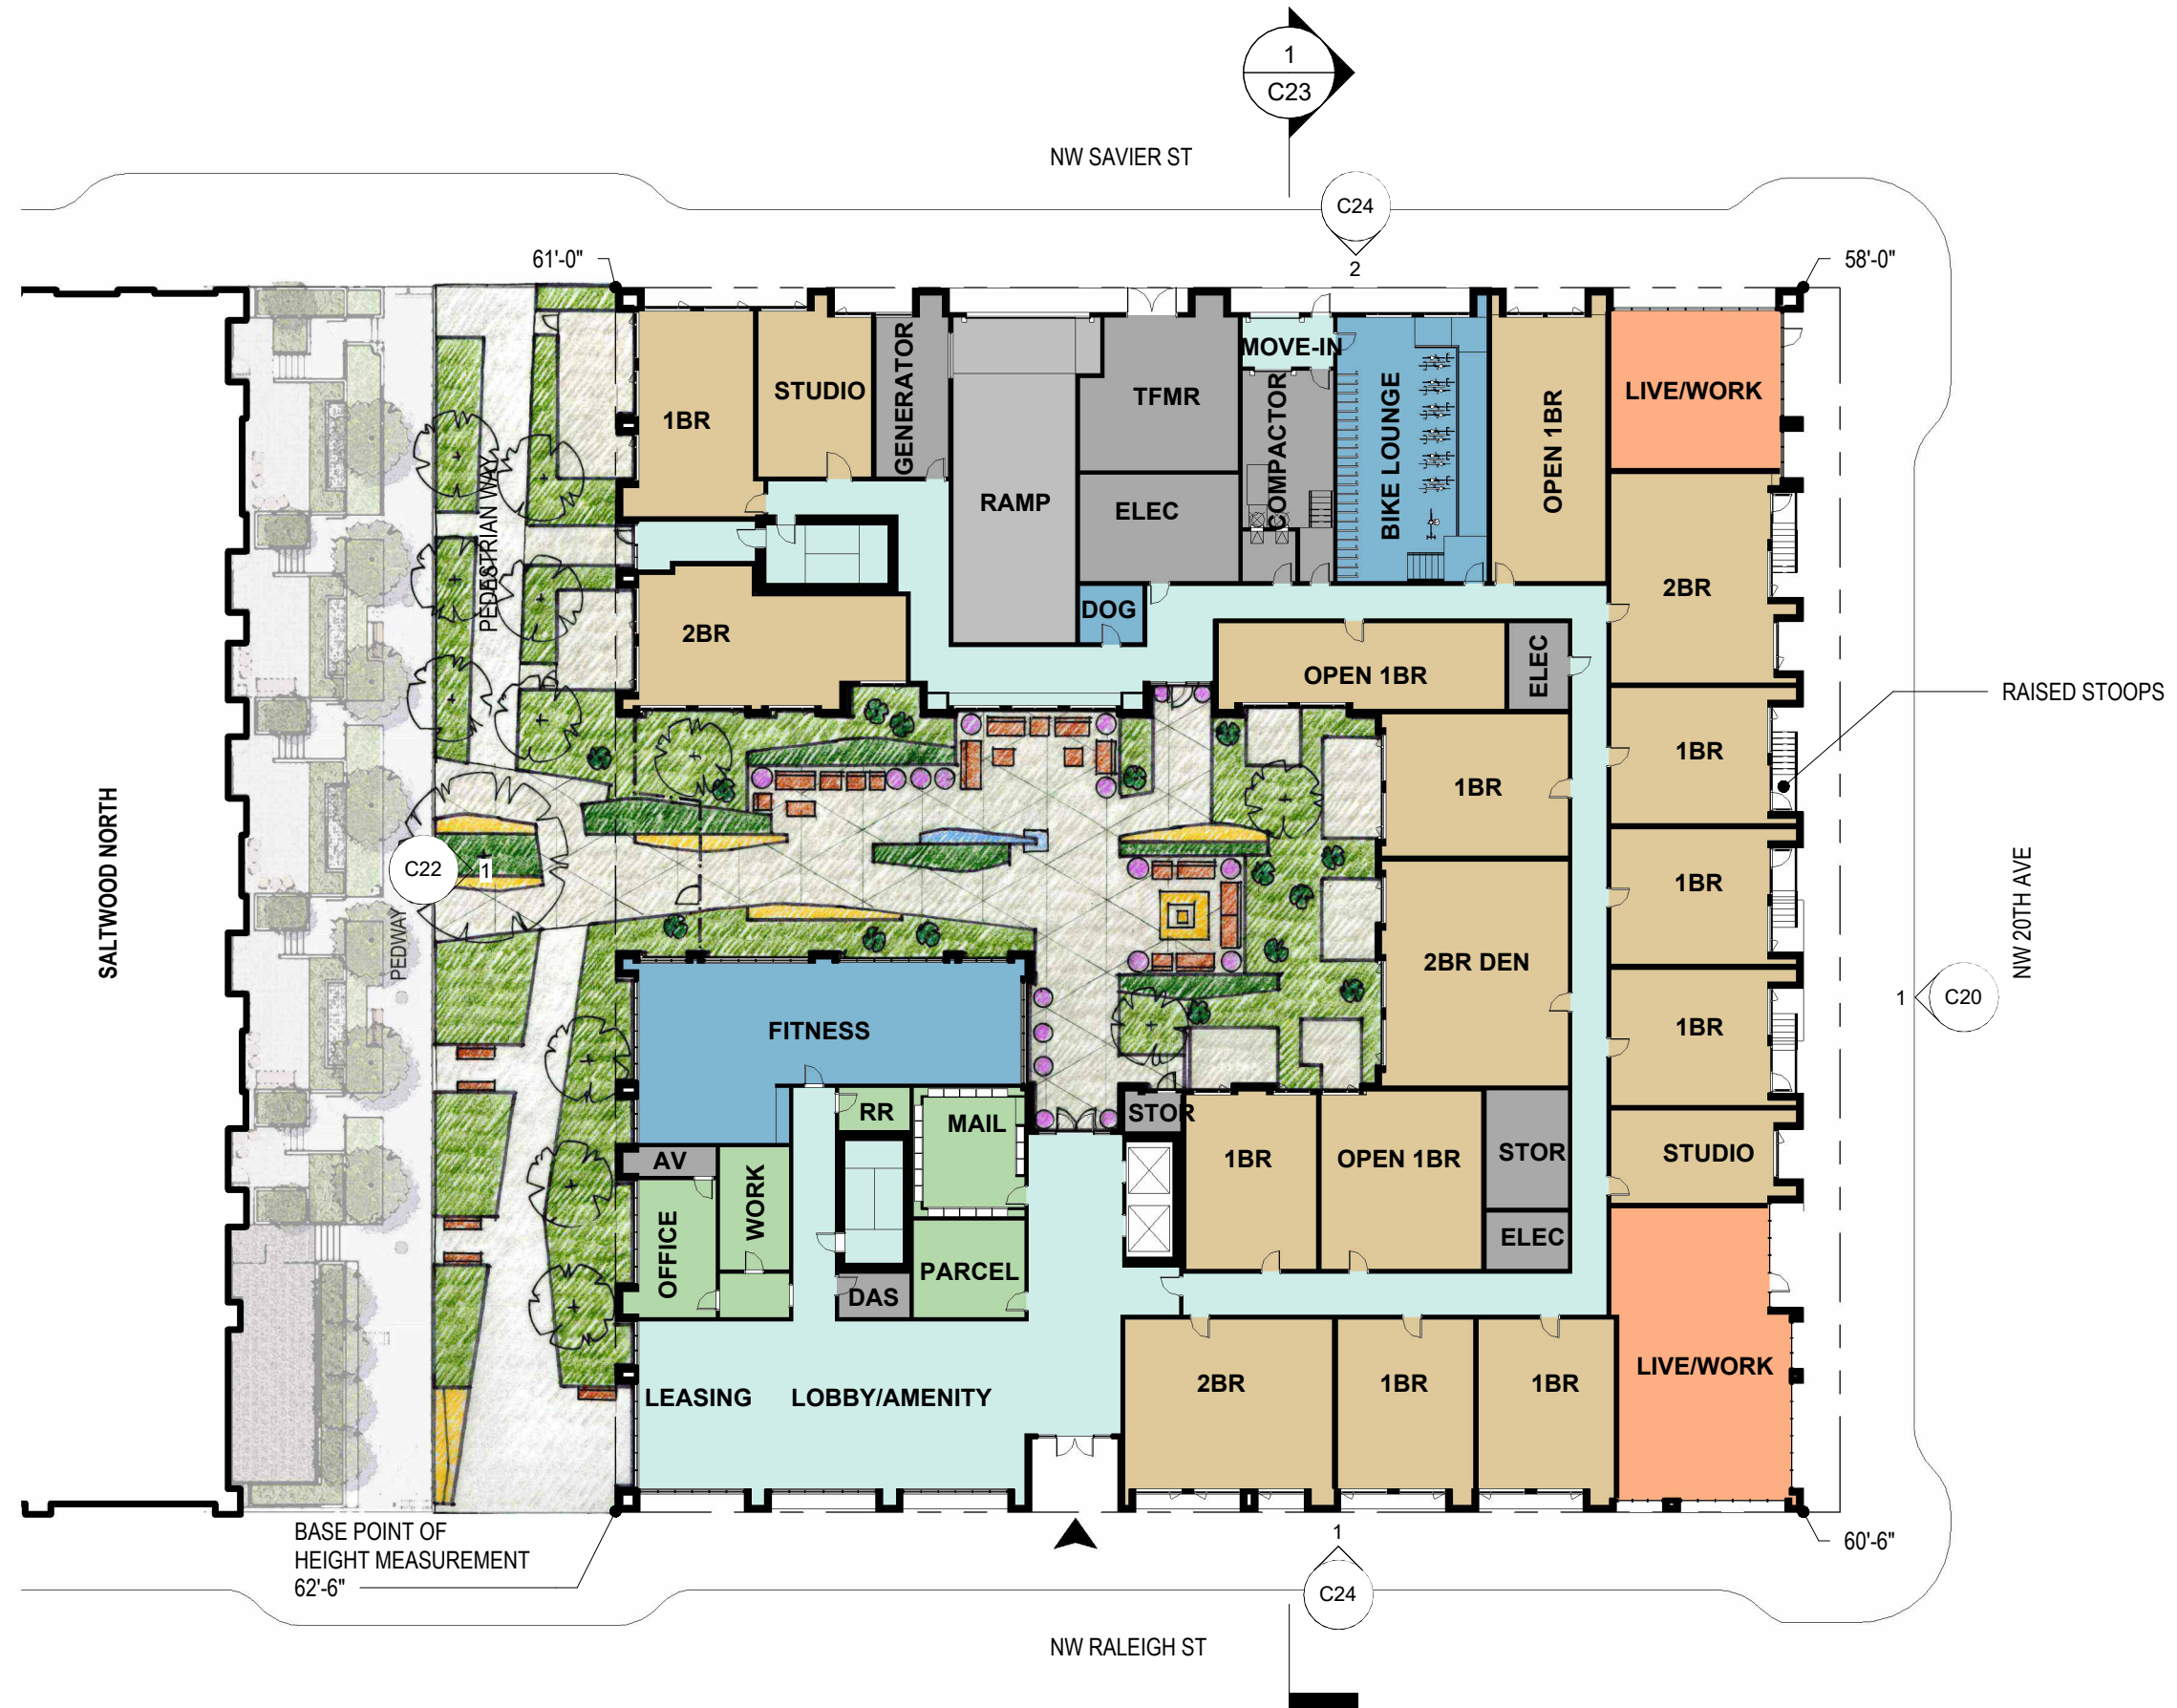 1
C23
NW SAVIER ST
C24
2
61'-0"
58'-0"
GENERATOR
MOVE-IN
STUDIO
TFMR
LIVE/WORK
1BR
COMPACTOR
BIKE LOUNGE
OPEN 1BR
RAMP
ELEC
PEDESTRIAN WAY
2BR
DOG
2BR
ELEC
OPEN 1BR
RAISED STOOPS
1BR
1BR
SALTWOOD NORTH
C22
1
1BR
NW 20TH AVE
PEDWAY
2BR DEN
1
C20
FITNESS
1BR
RR
MAIL
STOR
AV
WORK
1BR
OPEN 1BR
STOR
STUDIO
OFFICE
ELEC
PARCEL
DAS
LIVE/WORK
2BR
1BR
1BR
LEASING
LOBBY/AMENITY
BASE POINT OF
HEIGHT MEASUREMENT
62'-6"
1
60'-6"
C24
NW RALEIGH ST